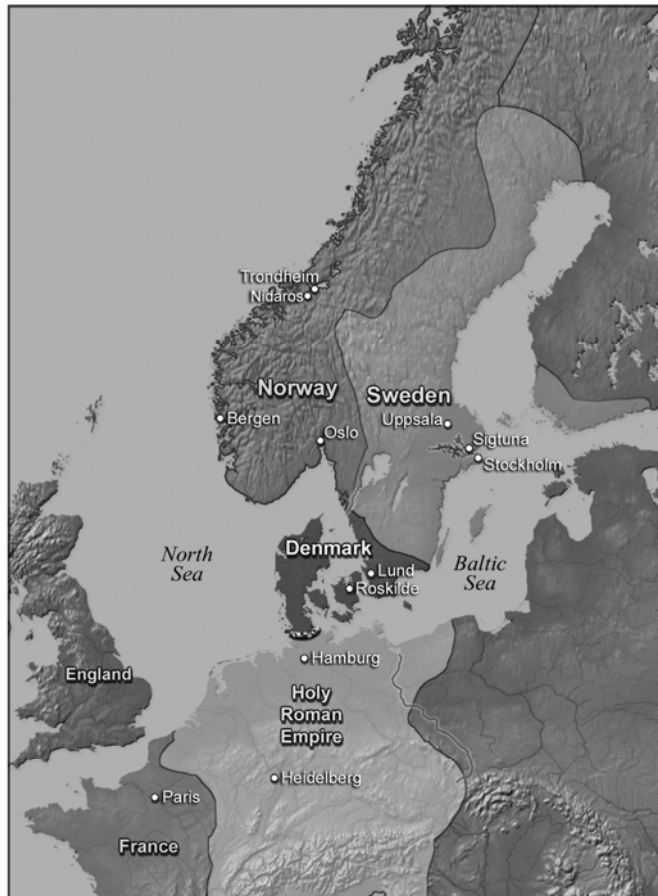 Trondheim
Nidaros
Norway
Sweden
Bergen
Uppsala
Oslo
Sigtuna
Stockholm
North
Sea
Denmark
Baltic
Sea
Lund
Roskilde
Hamburg
England
Holy
Roman
Empire
Heidelberg
Paris
France